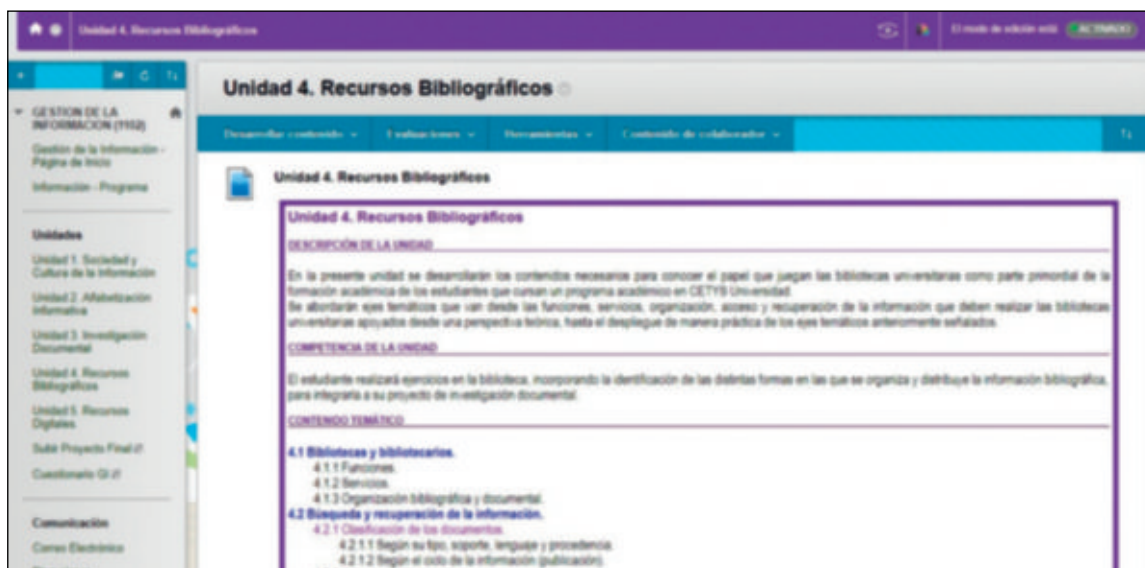 Unidad 4. Recursos Bibliográficos
El modo de edición está ACTIVADO
GESTION DE LA
INFORMACION (1102)
Gestión de la Información -
Página de Inicio
Información - Programa
Unidades
Unidad 1. Sociedad y
Cultura de la Información
Unidad 2. Alfabetización
Informativa
Unidad 3. Investigación
Documental
Unidad 4. Recursos
Bibliográficos
Unidad 5. Recursos
Digitales
Subir Proyecto Final
Cuestionario GI
Comunicación
Correo Electrónico
Unidad 4. Recursos Bibliográficos
Desarrollar contenido
Evaluaciones
Herramientas
Contenido de colaborador
Unidad 4. Recursos Bibliográficos
Unidad 4. Recursos Bibliográficos
DESCRIPCIÓN DE LA UNIDAD
En la presente unidad se desarrollarán los contenidos necesarios para conocer el papel que juegan las bibliotecas universitarias como parte primordial de la
formación académica de los estudiantes que cursan un programa académico en CETYS Universidad.
Se abordarán ejes temáticos que van desde las funciones, servicios, organización, acceso y recuperación de la información que deben realizar las bibliotecas
universitarias apoyados desde una perspectiva teórica, hasta el despliegue de manera práctica de los ejes temáticos anteriormente señalados.
COMPETENCIA DE LA UNIDAD
El estudiante realizará ejercicios en la biblioteca, incorporando la identificación de las distintas formas en las que se organiza y distribuye la información bibliográfica,
para integrarla a su proyecto de investigación documental.
CONTENIDO TEMÁTICO
4.1 Bibliotecas y bibliotecarios.
4.1.1 Funciones.
4.1.2 Servicios.
4.1.3 Organización bibliográfica y documental.
4.2 Búsqueda y recuperación de la información.
4.2.1 Clasificación de los documentos.
4.2.1.1 Según su tipo, soporte, lenguaje y procedencia.
4.2.1.2 Según el ciclo de la información (publicación).